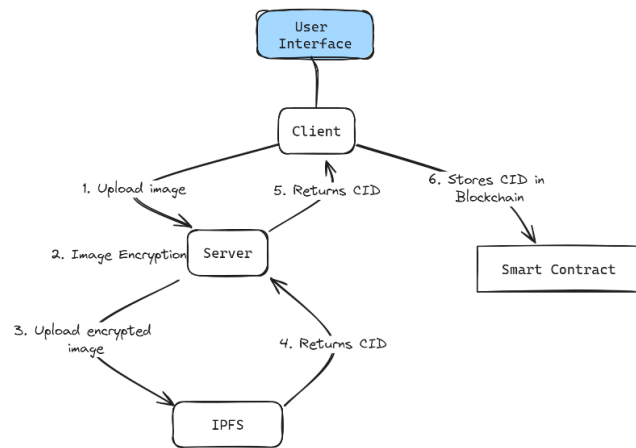 User
Interface
Client
1. Upload image
5. Returns CID
6. Stores CID in
Blockchain
2. Image Encryption
Server
Smart Contract
3. Upload encrypted
image
4. Returns CID
IPFS